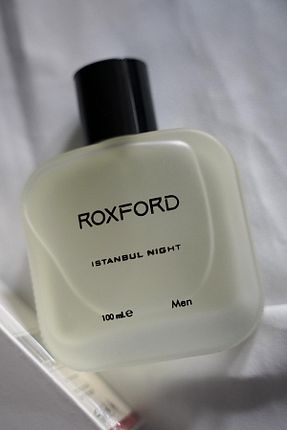 ROXFORD
ISTANBUL NIGHT
100 ml. ℮ Men